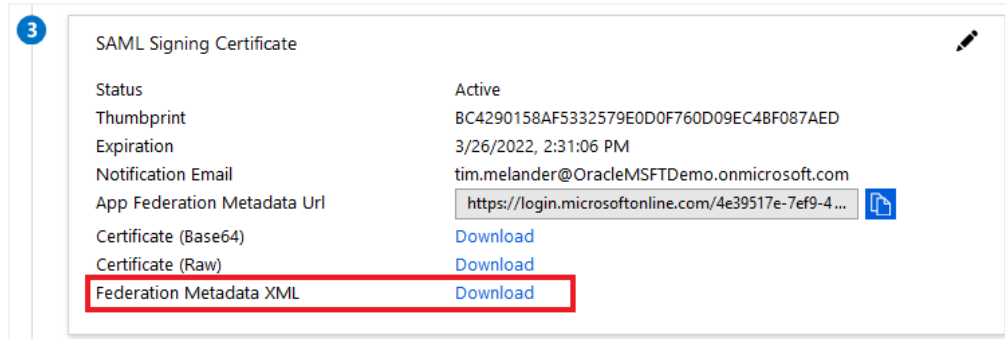 3
SAML Signing Certificate
Status Active
Thumbprint BC4290158AF5332579E0D0F760D09EC4BF087AED
Expiration 3/26/2022, 2:31:06 PM
Notification Email tim.melander@OracleMSFTDemo.onmicrosoft.com
App Federation Metadata Url https://login.microsoftonline.com/4e39517e-7ef9-4...
Certificate (Base64) Download
Certificate (Raw) Download
Federation Metadata XML Download